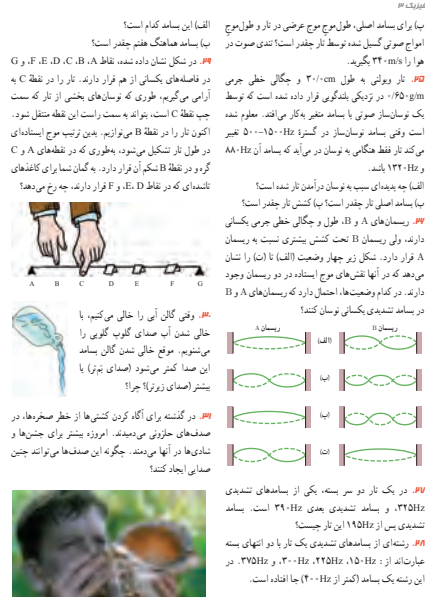 فیزیک ۳
ب) برای بسامد اصلی، طول‌موج موج عرضی در تار و طول‌موج
امواج صوتی گسیل شده توسط تار چقدر است؟ تندی صوت در
هوا را ۳۴۰m/s بگیرید.
۲۵. تار ویولنی به طول ۳۰/۰cm و چگالی خطی جرمی
۰/۶۵۰g/m در نزدیکی بلندگویی قرار داده شده است که توسط
یک نوسان‌ساز صوتی با بسامد متغیر به‌کار می‌افتد. معلوم شده
است وقتی بسامد نوسان‌ساز در گسترهٔ ۵۰۰-۱۵۰۰Hz تغییر
می‌کند تار فقط هنگامی به نوسان در می‌آید که بسامد آن ۸۸۰Hz
و ۱۳۲۰Hz باشد.
الف) چه پدیده‌ای سبب به نوسان درآمدن تار شده است؟
ب) بسامد اصلی تار چقدر است؟ پ) کشش تار چقدر است؟
۲۶. ریسمان‌های A و B، طول و چگالی خطی جرمی یکسانی
دارند، ولی ریسمان B تحت کشش بیشتری نسبت به ریسمان
A قرار دارد. شکل زیر چهار وضعیت (الف) تا (ت) را نشان
می‌دهد که در آنها نقش‌های موج ایستاده در دو ریسمان وجود
دارند. در کدام وضعیت‌ها، احتمال دارد که ریسمان‌های A و B
در بسامد تشدیدی یکسانی نوسان کنند؟
ریسمان A
ریسمان B
(الف)
(ب)
(پ)
(ت)
۲۷. در یک تار دو سر بسته، یکی از بسامدهای تشدیدی
۳۲۵Hz، و بسامد تشدیدی بعدی ۳۹۰Hz است. بسامد
تشدیدی پس از ۱۹۵Hz این تار چیست؟
۲۸. رشته‌ای از بسامدهای تشدیدی یک تار با دو انتهای بسته
عبارت‌اند از : ۱۵۰Hz، ۲۲۵Hz، ۳۰۰Hz، و ۳۷۵Hz. در
این رشته یک بسامد (کمتر از ۴۰۰Hz) جا افتاده است.
الف) این بسامد کدام است؟
ب) بسامد هماهنگ هفتم چقدر است؟
۲۹. در شکل نشان داده شده، نقاط A، B، C، D، E، F، و G
در فاصله‌های یکسانی از هم قرار دارند. تار را در نقطهٔ C به
آرامی می‌گیریم، طوری که نوسان‌های بخشی از تار که سمت
چپ نقطهٔ C است، بتواند به سمت راست این نقطه منتقل شود.
اکنون تار را در نقطهٔ B می‌نوازیم. بدین ترتیب موج ایستاده‌ای
در طول تار تشکیل می‌شود، به‌طوری که در نقطه‌های A و C
گره و در نقطهٔ B شکم آن قرار دارد. به گمان شما برای کاغذهای
تاشده‌ای که در نقاط D، E، و F قرار دارند، چه رخ می‌دهد؟
A B C D E F G
۳۰. وقتی گالن آبی را خالی می‌کنیم، با
خالی شدن آب صدای گلوپ گلوپی را
می‌شنویم. موقع خالی شدن گالن بسامد
این صدا کمتر می‌شود (صدای بَم‌تر) یا
بیشتر (صدای زیرتر)؟ چرا؟
۳۱. در گذشته برای آگاه کردن کشتی‌ها از خطر صخره‌ها، در
صدف‌های حلزونی می‌دمیدند. امروزه بیشتر برای جشن‌ها و
شادی‌ها در آنها می‌دمند. چگونه این صدف‌ها می‌توانند چنین
صدایی ایجاد کنند؟